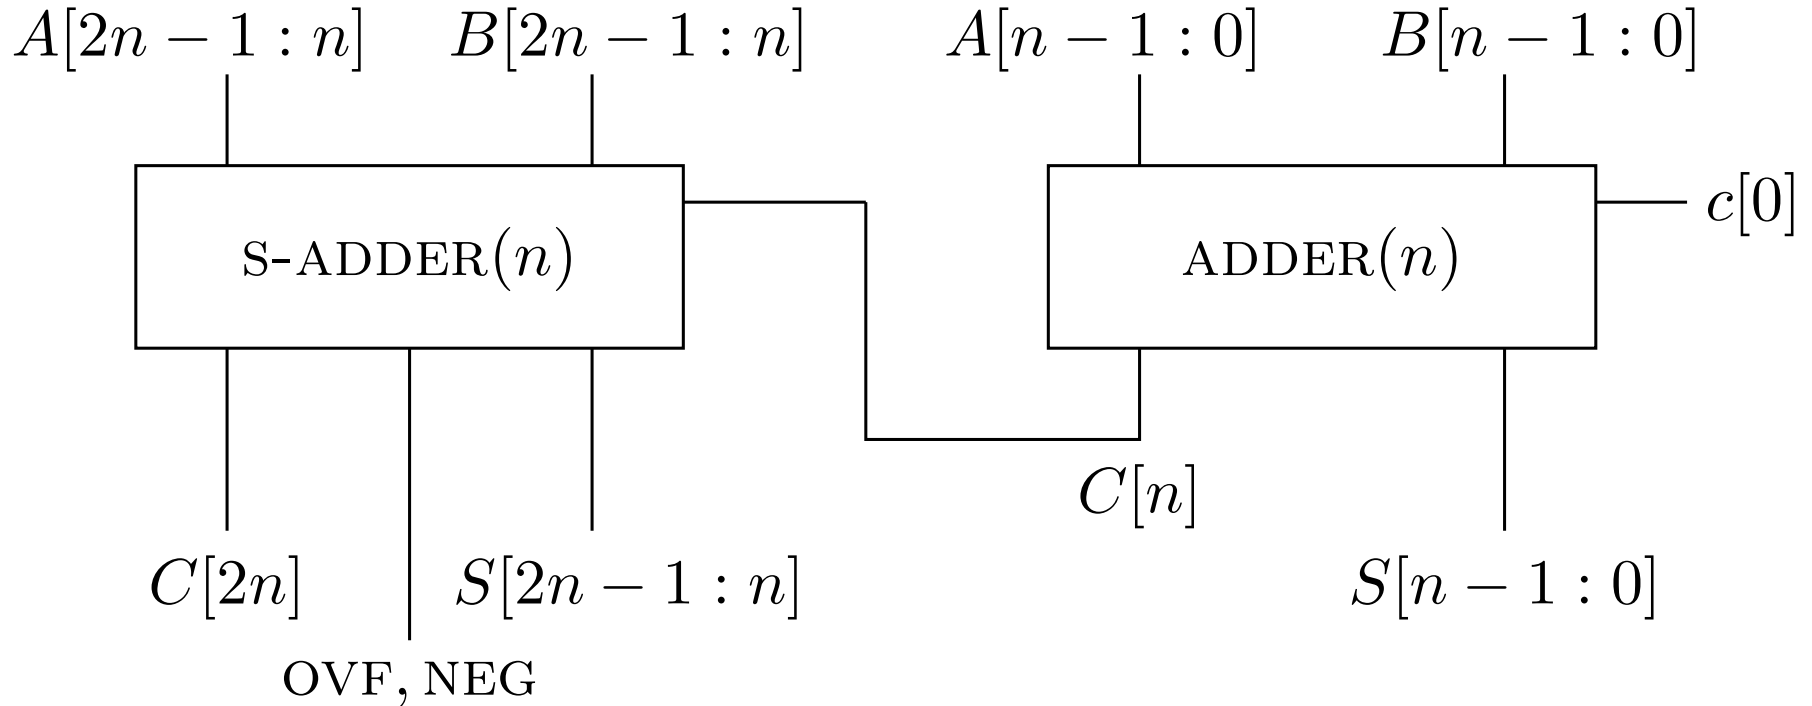 A[2n − 1 : n] B[2n − 1 : n] A[n − 1 : 0] B[n − 1 : 0]
c[0]
S-ADDER(n) ADDER(n)
C[n]
C[2n] S[2n − 1 : n] S[n − 1 : 0]
OVF, NEG